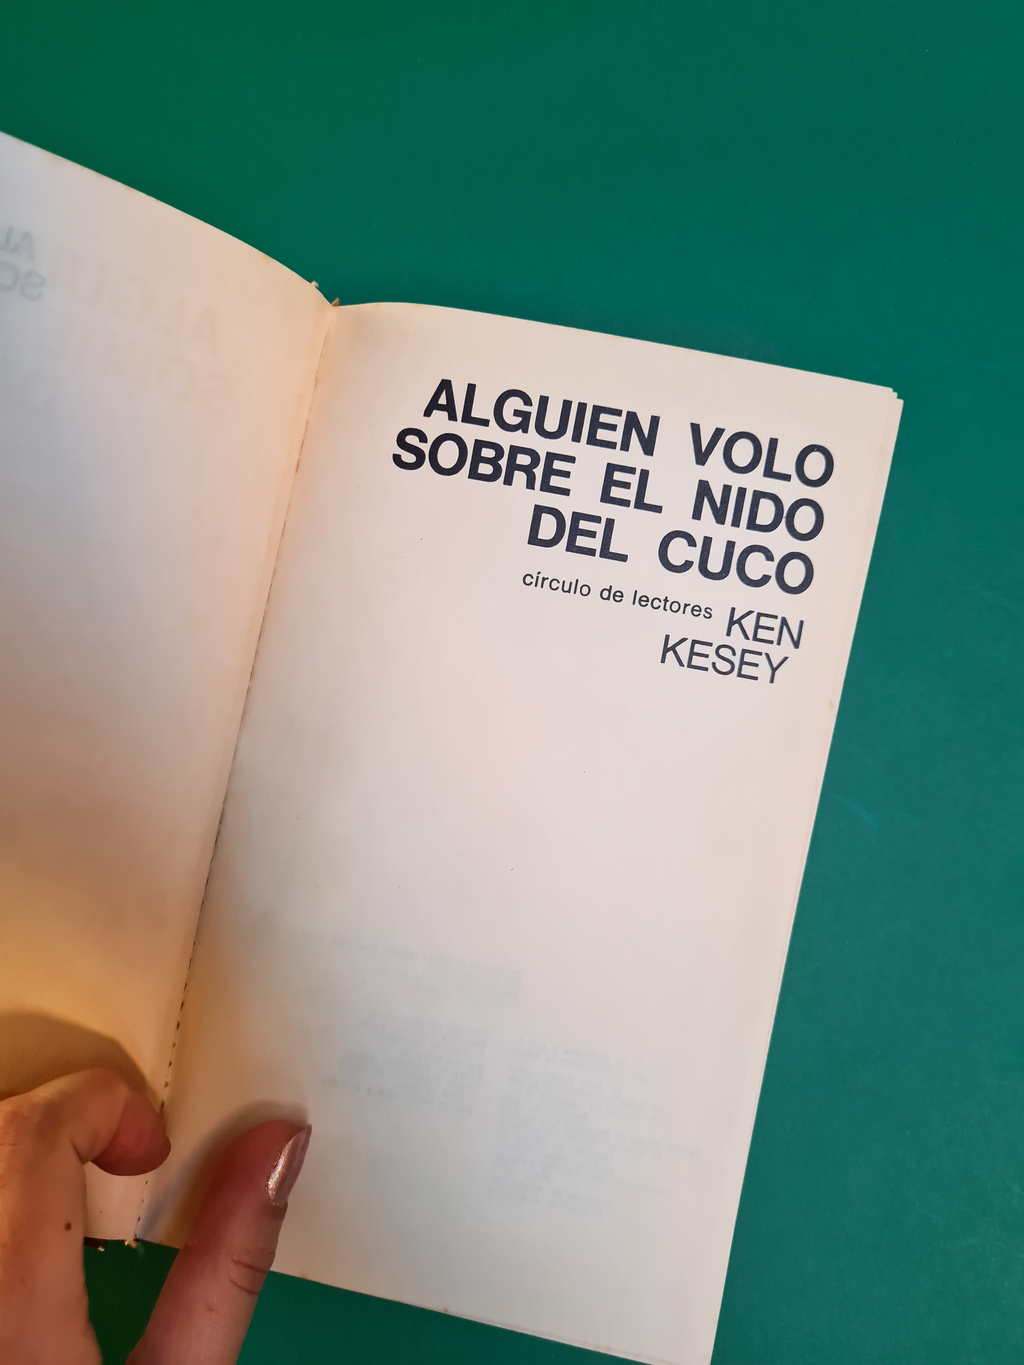 ALGUIEN VOLO
SOBRE EL NIDO
DEL CUCO
círculo de lectores KEN
KESEY